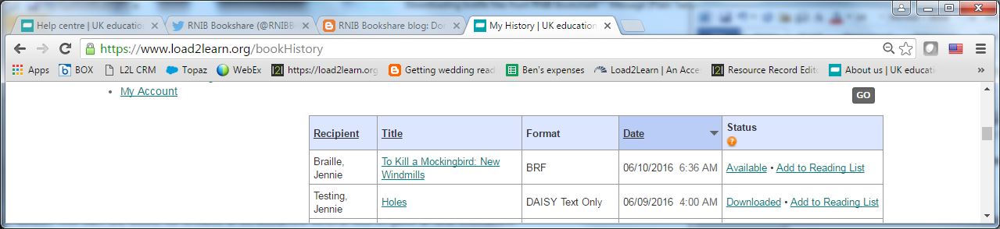 Help centre | UK education
RNIB Bookshare (@RNIBB
RNIB Bookshare blog: Don
My History | UK education
https://www.load2learn.org/bookHistory
Apps
BOX
L2L CRM
Topaz
WebEx
https://load2learn.org
Getting wedding read
Ben's expenses
Load2Learn | An Acce
Resource Record Edito
About us | UK educati
»
My Account
GO
Recipient Title Format Date Status
?
Braille, Jennie
To Kill a Mockingbird: New
Windmills
BRF
06/10/2016 6:36 AM
Available • Add to Reading List
Testing, Jennie
Holes
DAISY Text Only
06/09/2016 4:00 AM
Downloaded • Add to Reading List